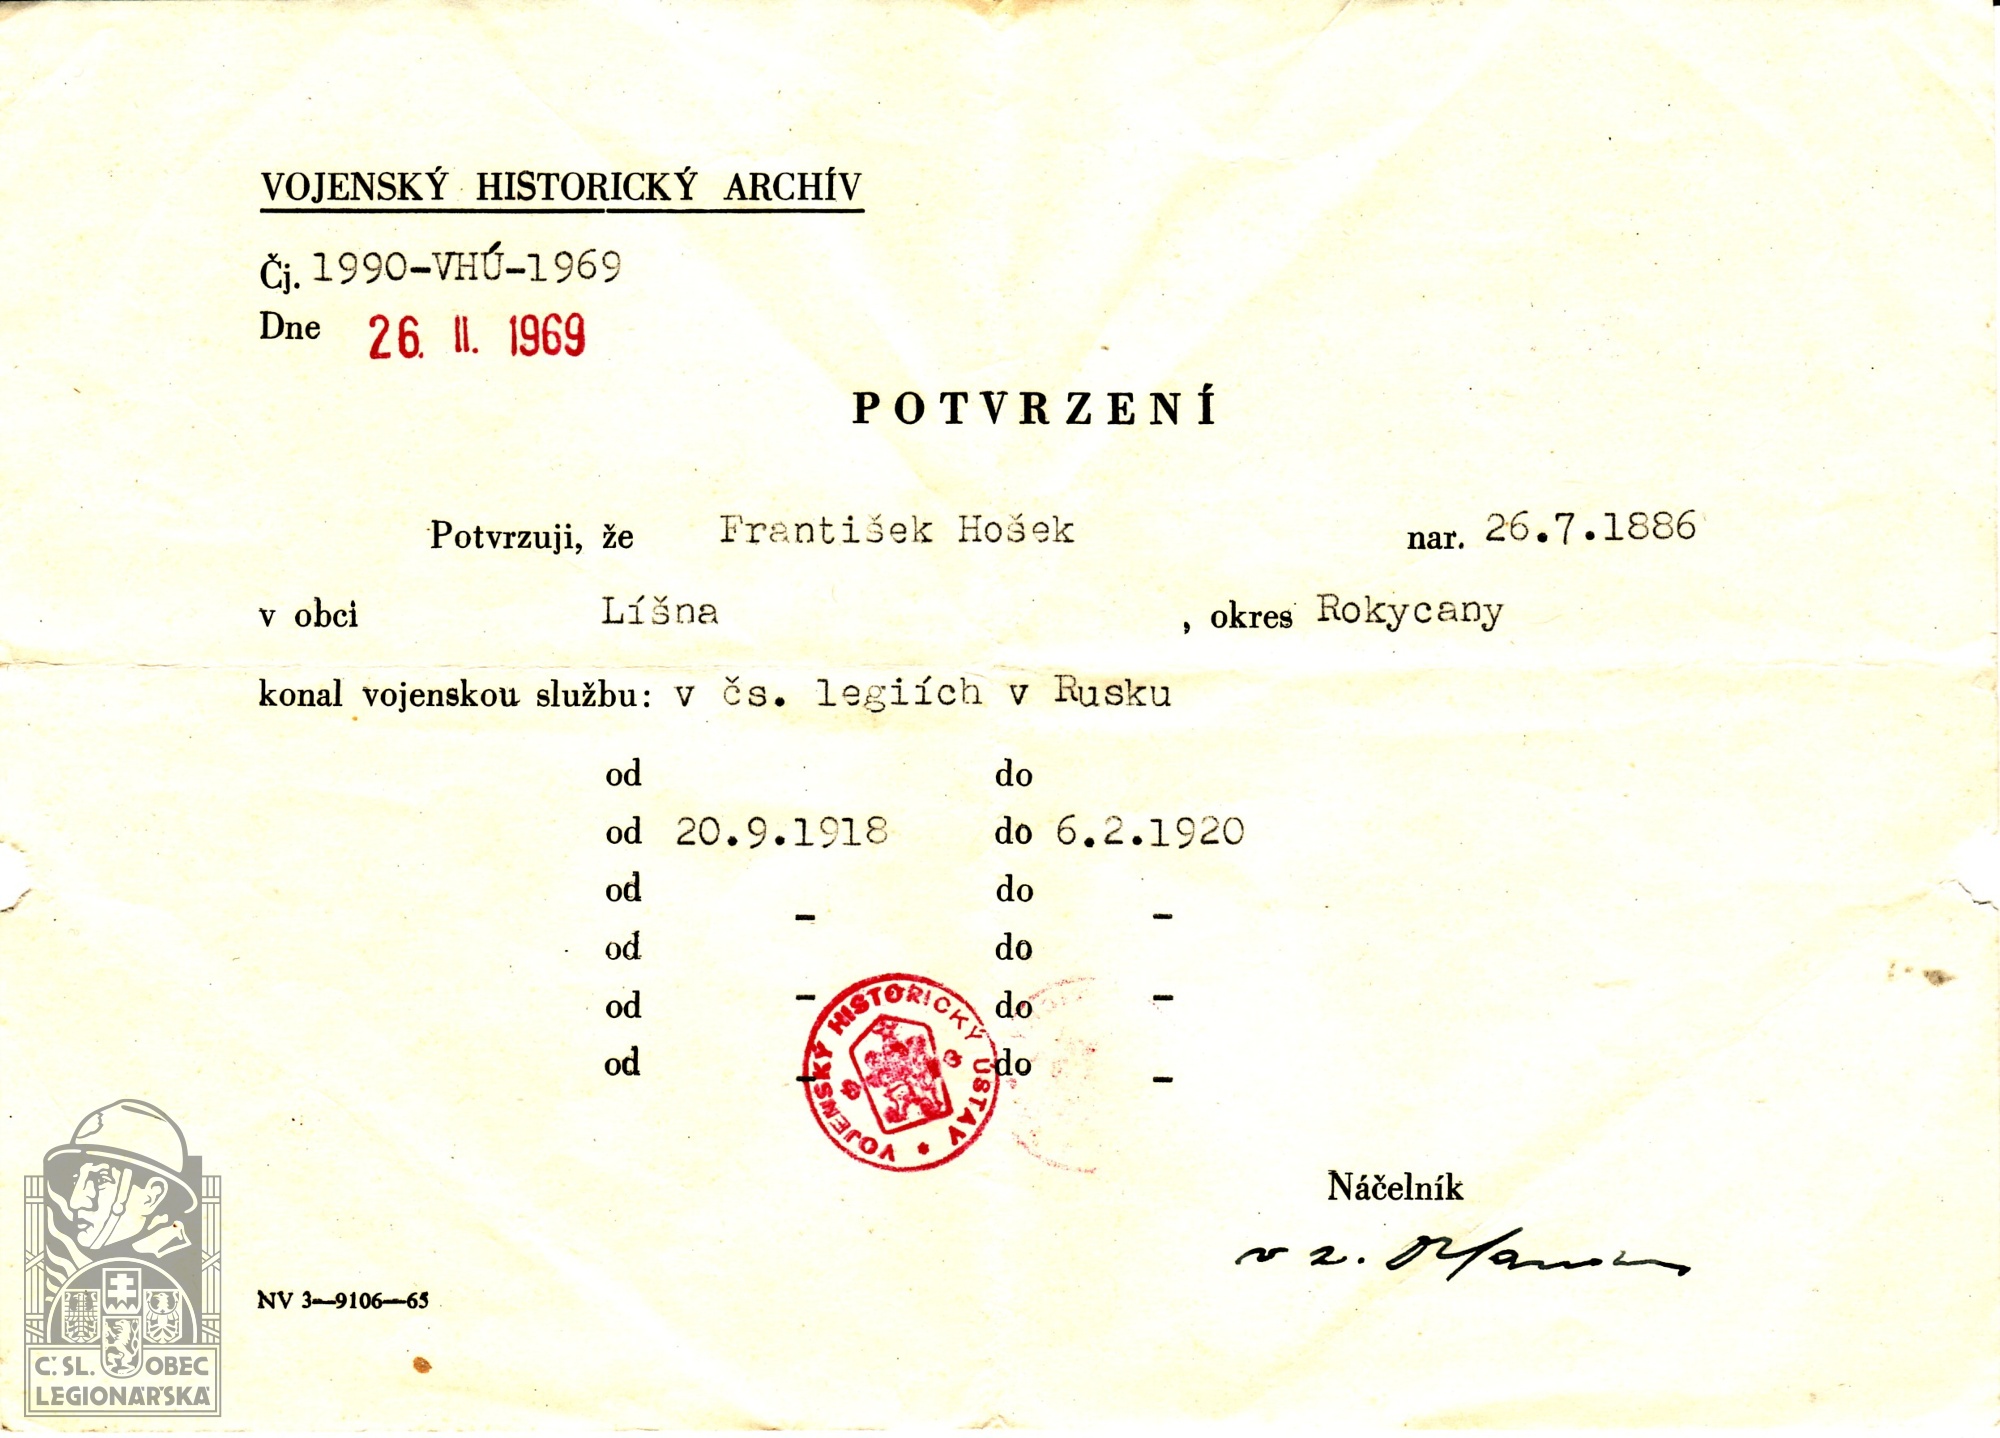 VOJENSKÝ HISTORICKÝ ARCHÍV
Čj. 1990-VHÚ-1969
Dne 26. II. 1969
POTVRZENÍ
Potvrzuji, že František Hošek nar. 26.7.1886
v obci Líšna , okres Rokycany
konal vojenskou službu: v čs. legiích v Rusku
od do
od 20.9.1918 do 6.2.1920
od – do –
od do
od – do –
od – do –
VOJENSKÝ HISTORICKÝ ÚSTAV *
Náčelník
v z.
NV 3—9106—65
Č.SL. OBEC
LEGIONÁŘSKÁ